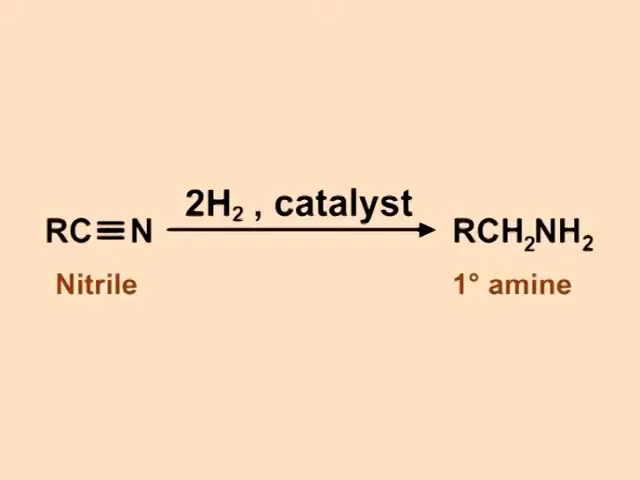 2H₂ , catalyst
RC≡N RCH₂NH₂
Nitrile 1° amine